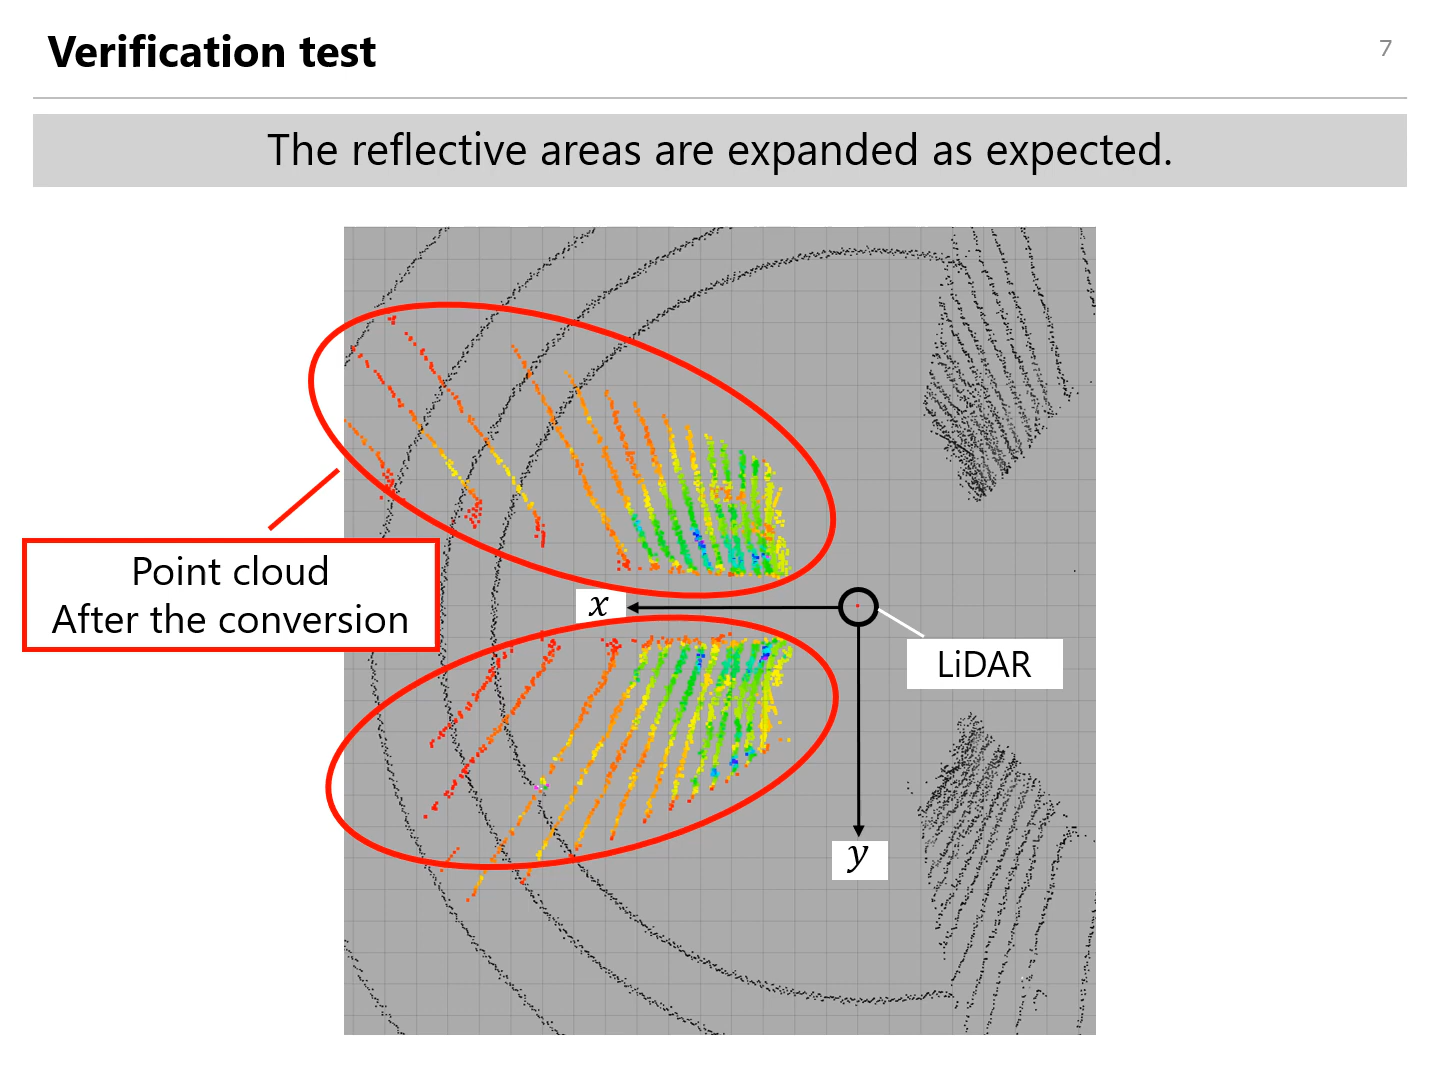 Verification test
7
The reflective areas are expanded as expected.
Point cloud
After the conversion
x
LiDAR
y